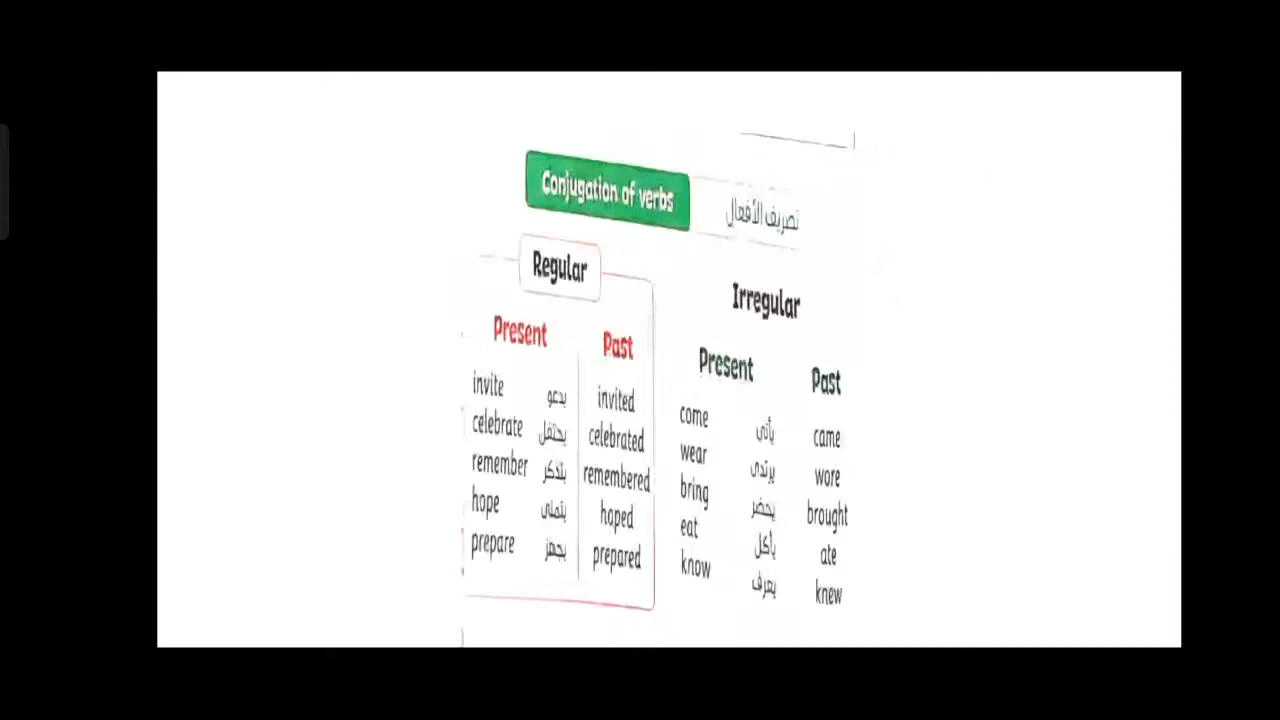 Conjugation of verbs تصريف الأفعال
Regular
Present Past
invite يدعو invited
celebrate يحتفل celebrated
remember يتذكر remembered
hope يتمنى hoped
prepare يجهز prepared
Irregular
Present Past
come يأتى came
wear يرتدى wore
bring يحضر brought
eat يأكل ate
know يعرف knew